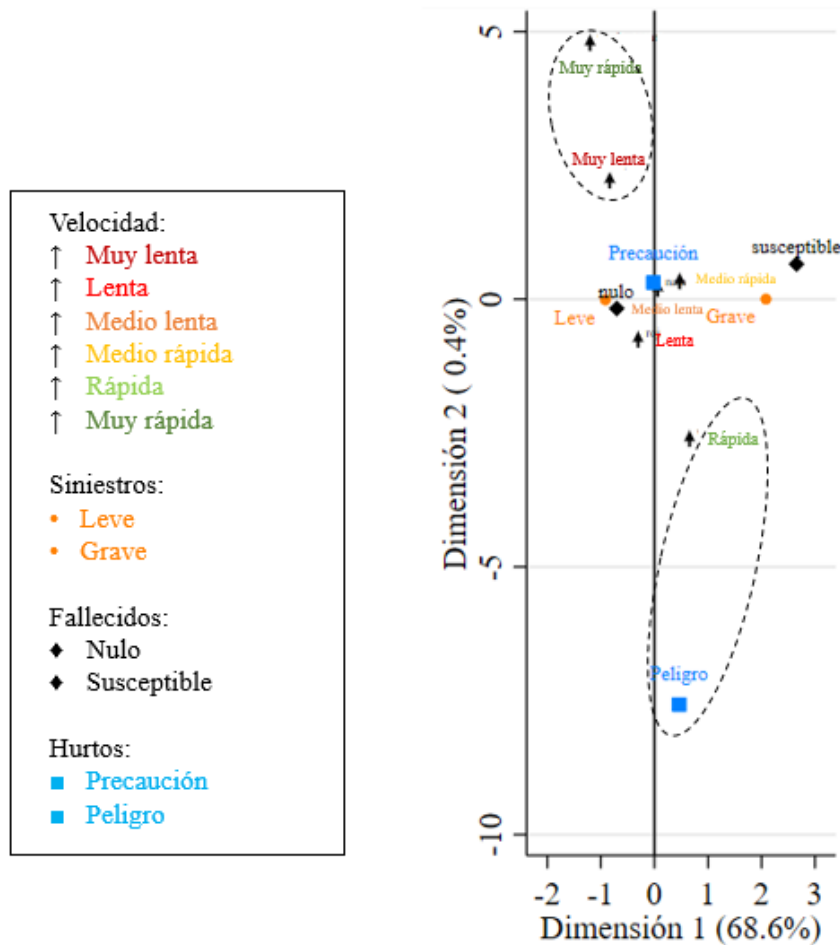 Velocidad:
↑ Muy lenta
↑ Lenta
↑ Medio lenta
↑ Medio rápida
↑ Rápida
↑ Muy rápida
Siniestros:
• Leve
• Grave
Fallecidos:
♦ Nulo
♦ Susceptible
Hurtos:
■ Precaución
■ Peligro
5
Muy rápida
Muy lenta
Precaución
susceptible
Medio rápida
nulo
0
Leve
Medio lenta
Grave
Lenta
Rápida
-5
Peligro
-10
Dimensión 2 ( 0.4%)
-2 -1 0 1 2 3
Dimensión 1 (68.6%)